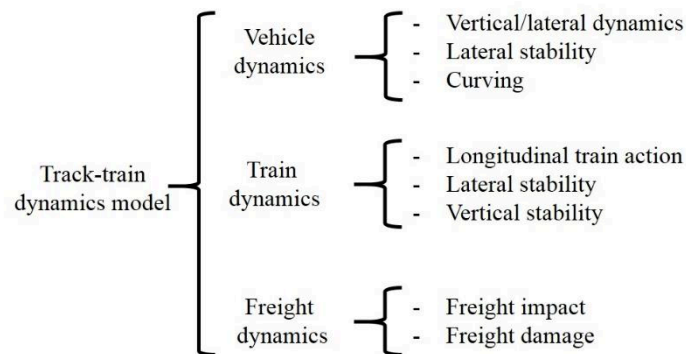 Track-train
dynamics model
Vehicle
dynamics
- Vertical/lateral dynamics
- Lateral stability
- Curving
Train
dynamics
- Longitudinal train action
- Lateral stability
- Vertical stability
Freight
dynamics
- Freight impact
- Freight damage